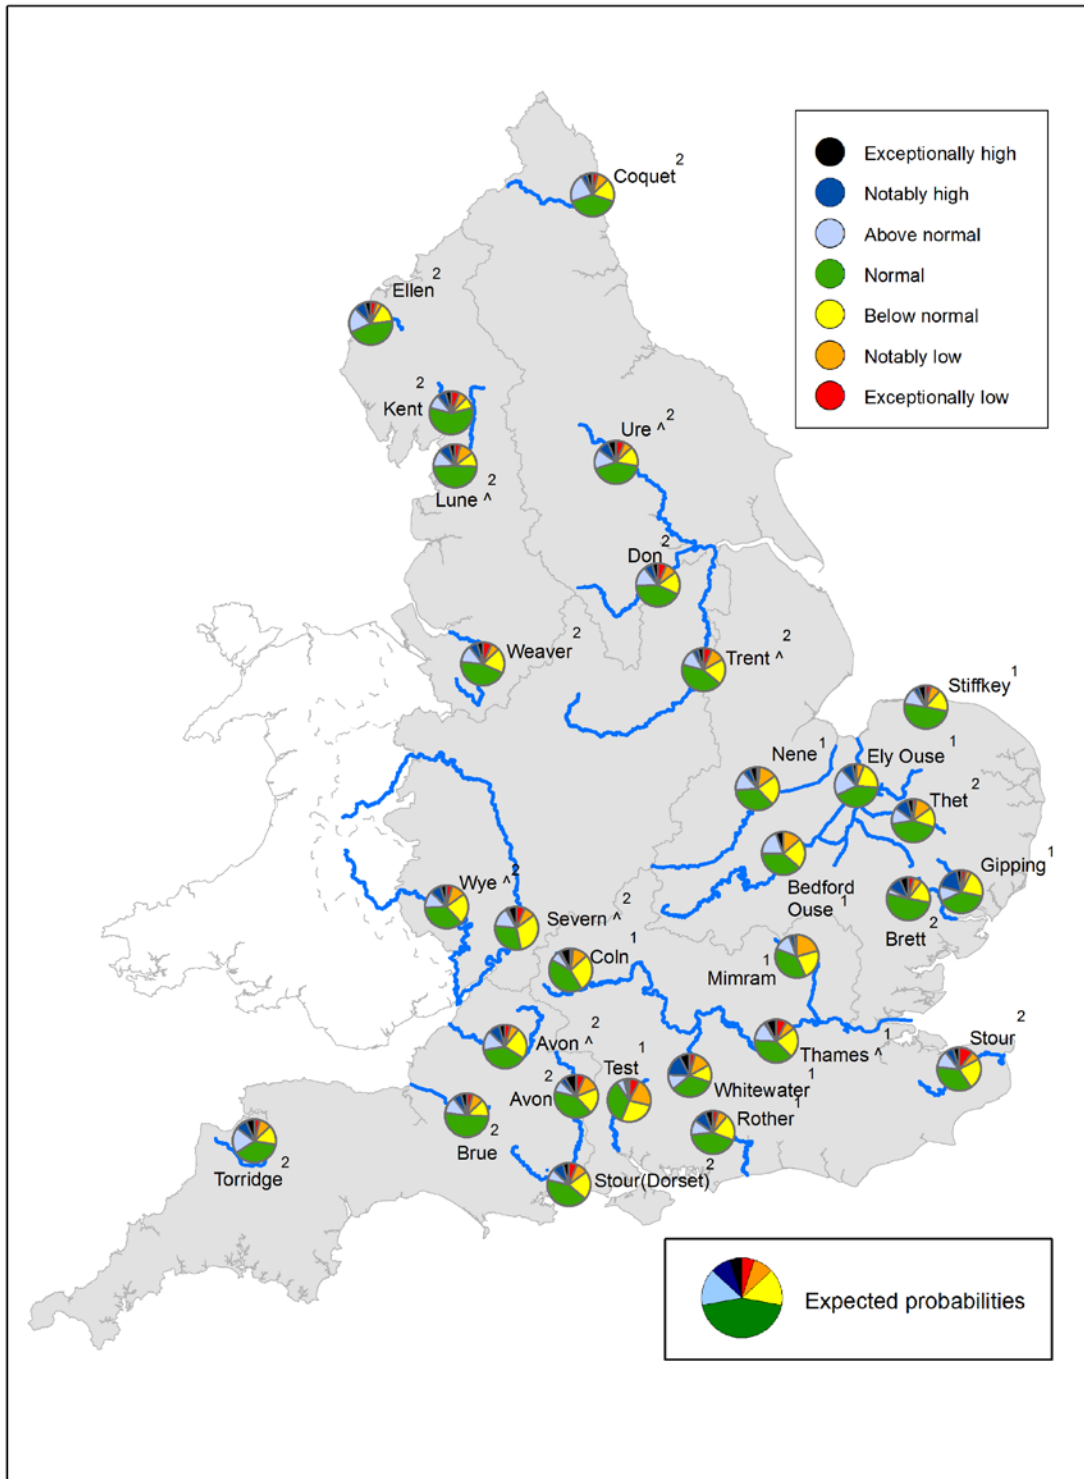 Exceptionally high
Notably high
Above normal
Normal
Below normal
Notably low
Exceptionally low
Coquet 2
Ellen 2
Kent 2
Lune ^ 2
Ure ^ 2
Don 2
Weaver 2
Trent ^ 2
Stiffkey 1
Nene 1
Ely Ouse 1
Thet 2
Gipping 1
Bedford
Ouse 1
Brett 2
Wye ^ 2
Severn ^ 2
Coln 1
Mimram 1
Thames ^ 1
Stour 2
Avon ^ 2
Test 1
Avon 2
Whitewater 1
Rother 1
Brue 2
Torridge 2
Stour(Dorset) 2
Expected probabilities